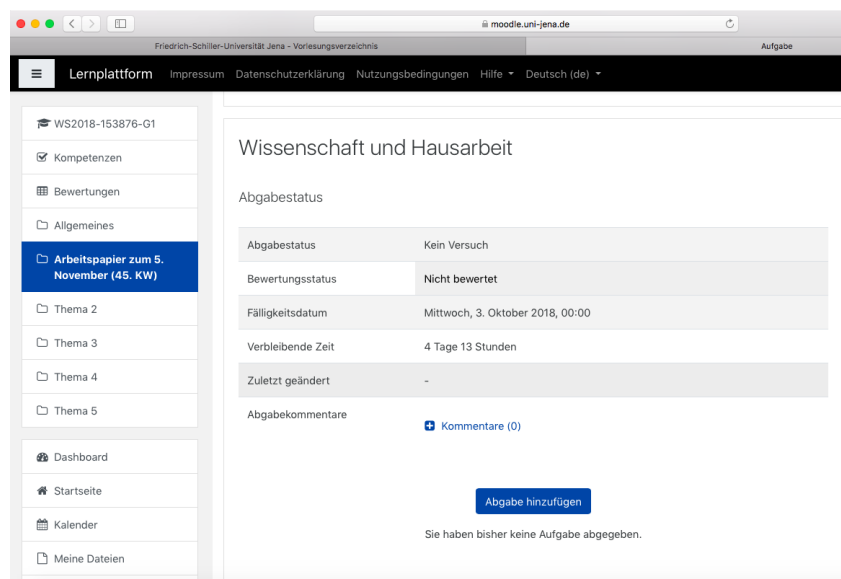 moodle.uni-jena.de
Friedrich-Schiller-Universität Jena - Vorlesungsverzeichnis
Aufgabe
Lernplattform Impressum Datenschutzerklärung Nutzungsbedingungen Hilfe Deutsch (de)
WS2018-153876-G1
Kompetenzen
Bewertungen
Allgemeines
Arbeitspapier zum 5.
November (45. KW)
Thema 2
Thema 3
Thema 4
Thema 5
Dashboard
Startseite
Kalender
Meine Dateien
Wissenschaft und Hausarbeit
Abgabestatus
Abgabestatus Kein Versuch
Bewertungsstatus Nicht bewertet
Fälligkeitsdatum Mittwoch, 3. Oktober 2018, 00:00
Verbleibende Zeit 4 Tage 13 Stunden
Zuletzt geändert -
Abgabekommentare
Kommentare (0)
Abgabe hinzufügen
Sie haben bisher keine Aufgabe abgegeben.